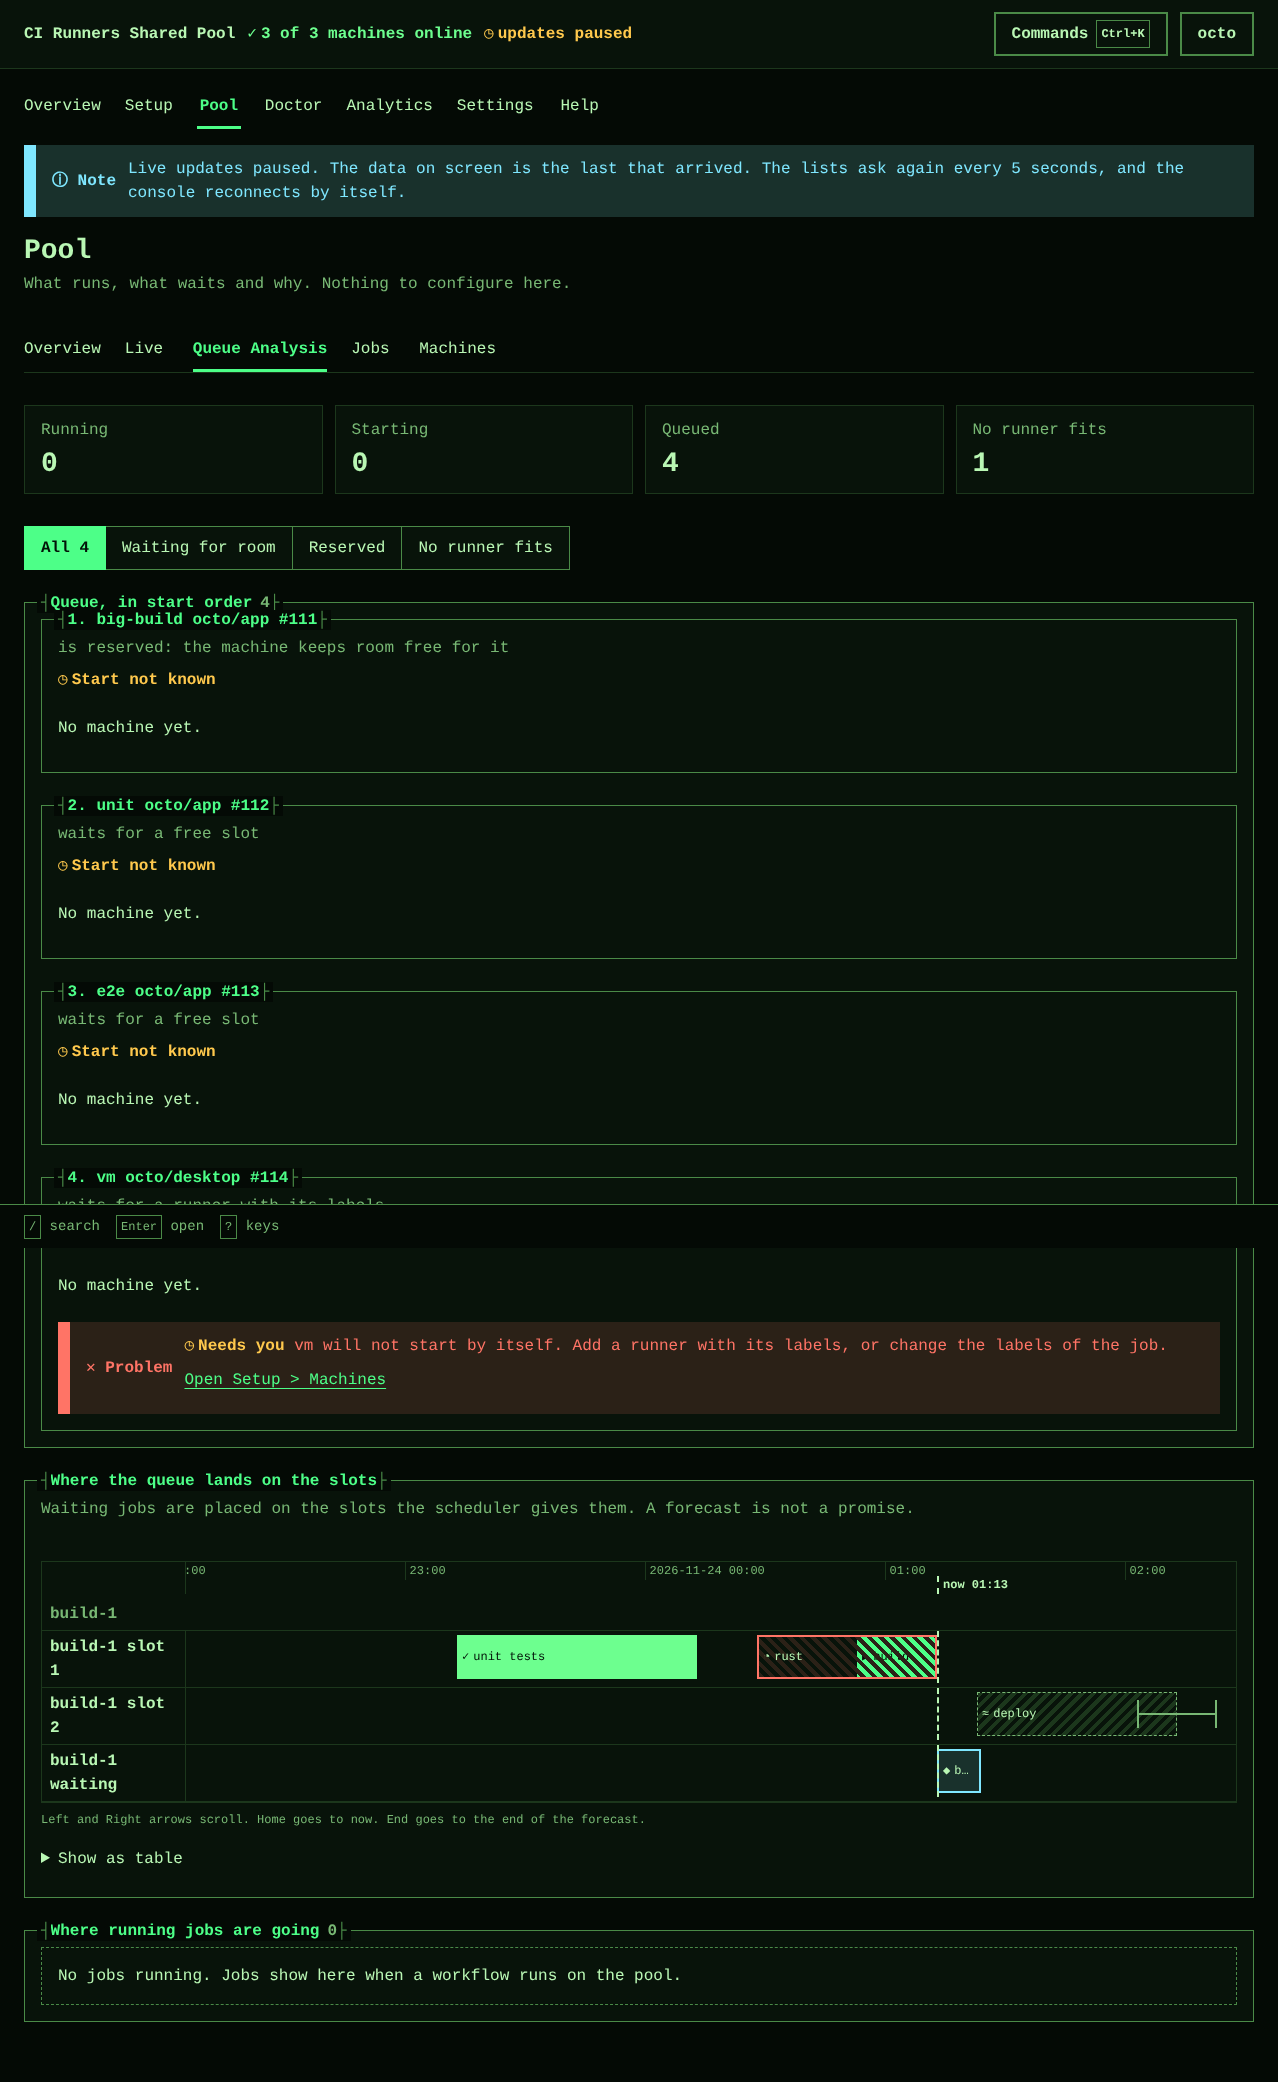 CI Runners Shared Pool ✓ 3 of 3 machines online ◷ updates paused
Commands Ctrl+K octo
Overview Setup Pool Doctor Analytics Settings Help
ⓘ Note Live updates paused. The data on screen is the last that arrived. The lists ask again every 5 seconds, and the
console reconnects by itself.
Pool
What runs, what waits and why. Nothing to configure here.
Overview Live Queue Analysis Jobs Machines
Running Starting Queued No runner fits
0 0 4 1
All 4 Waiting for room Reserved No runner fits
Queue, in start order 4
1. big-build octo/app #111
is reserved: the machine keeps room free for it
◷ Start not known
No machine yet.
2. unit octo/app #112
waits for a free slot
◷ Start not known
No machine yet.
3. e2e octo/app #113
waits for a free slot
◷ Start not known
No machine yet.
4. vm octo/desktop #114
waits for a runner with its labels
/ search Enter open ? keys
No machine yet.
× Problem
◷ Needs you vm will not start by itself. Add a runner with its labels, or change the labels of the job.
Open Setup > Machines
Where the queue lands on the slots
Waiting jobs are placed on the slots the scheduler gives them. A forecast is not a promise.
:00 23:00 2026-11-24 00:00 01:00 02:00
now 01:13
build-1
build-1 slot
1
✓ unit tests
rust
build-1 slot
2
≈ deploy
build-1
waiting
◆ b…
Left and Right arrows scroll. Home goes to now. End goes to the end of the forecast.
▶ Show as table
Where running jobs are going 0
No jobs running. Jobs show here when a workflow runs on the pool.